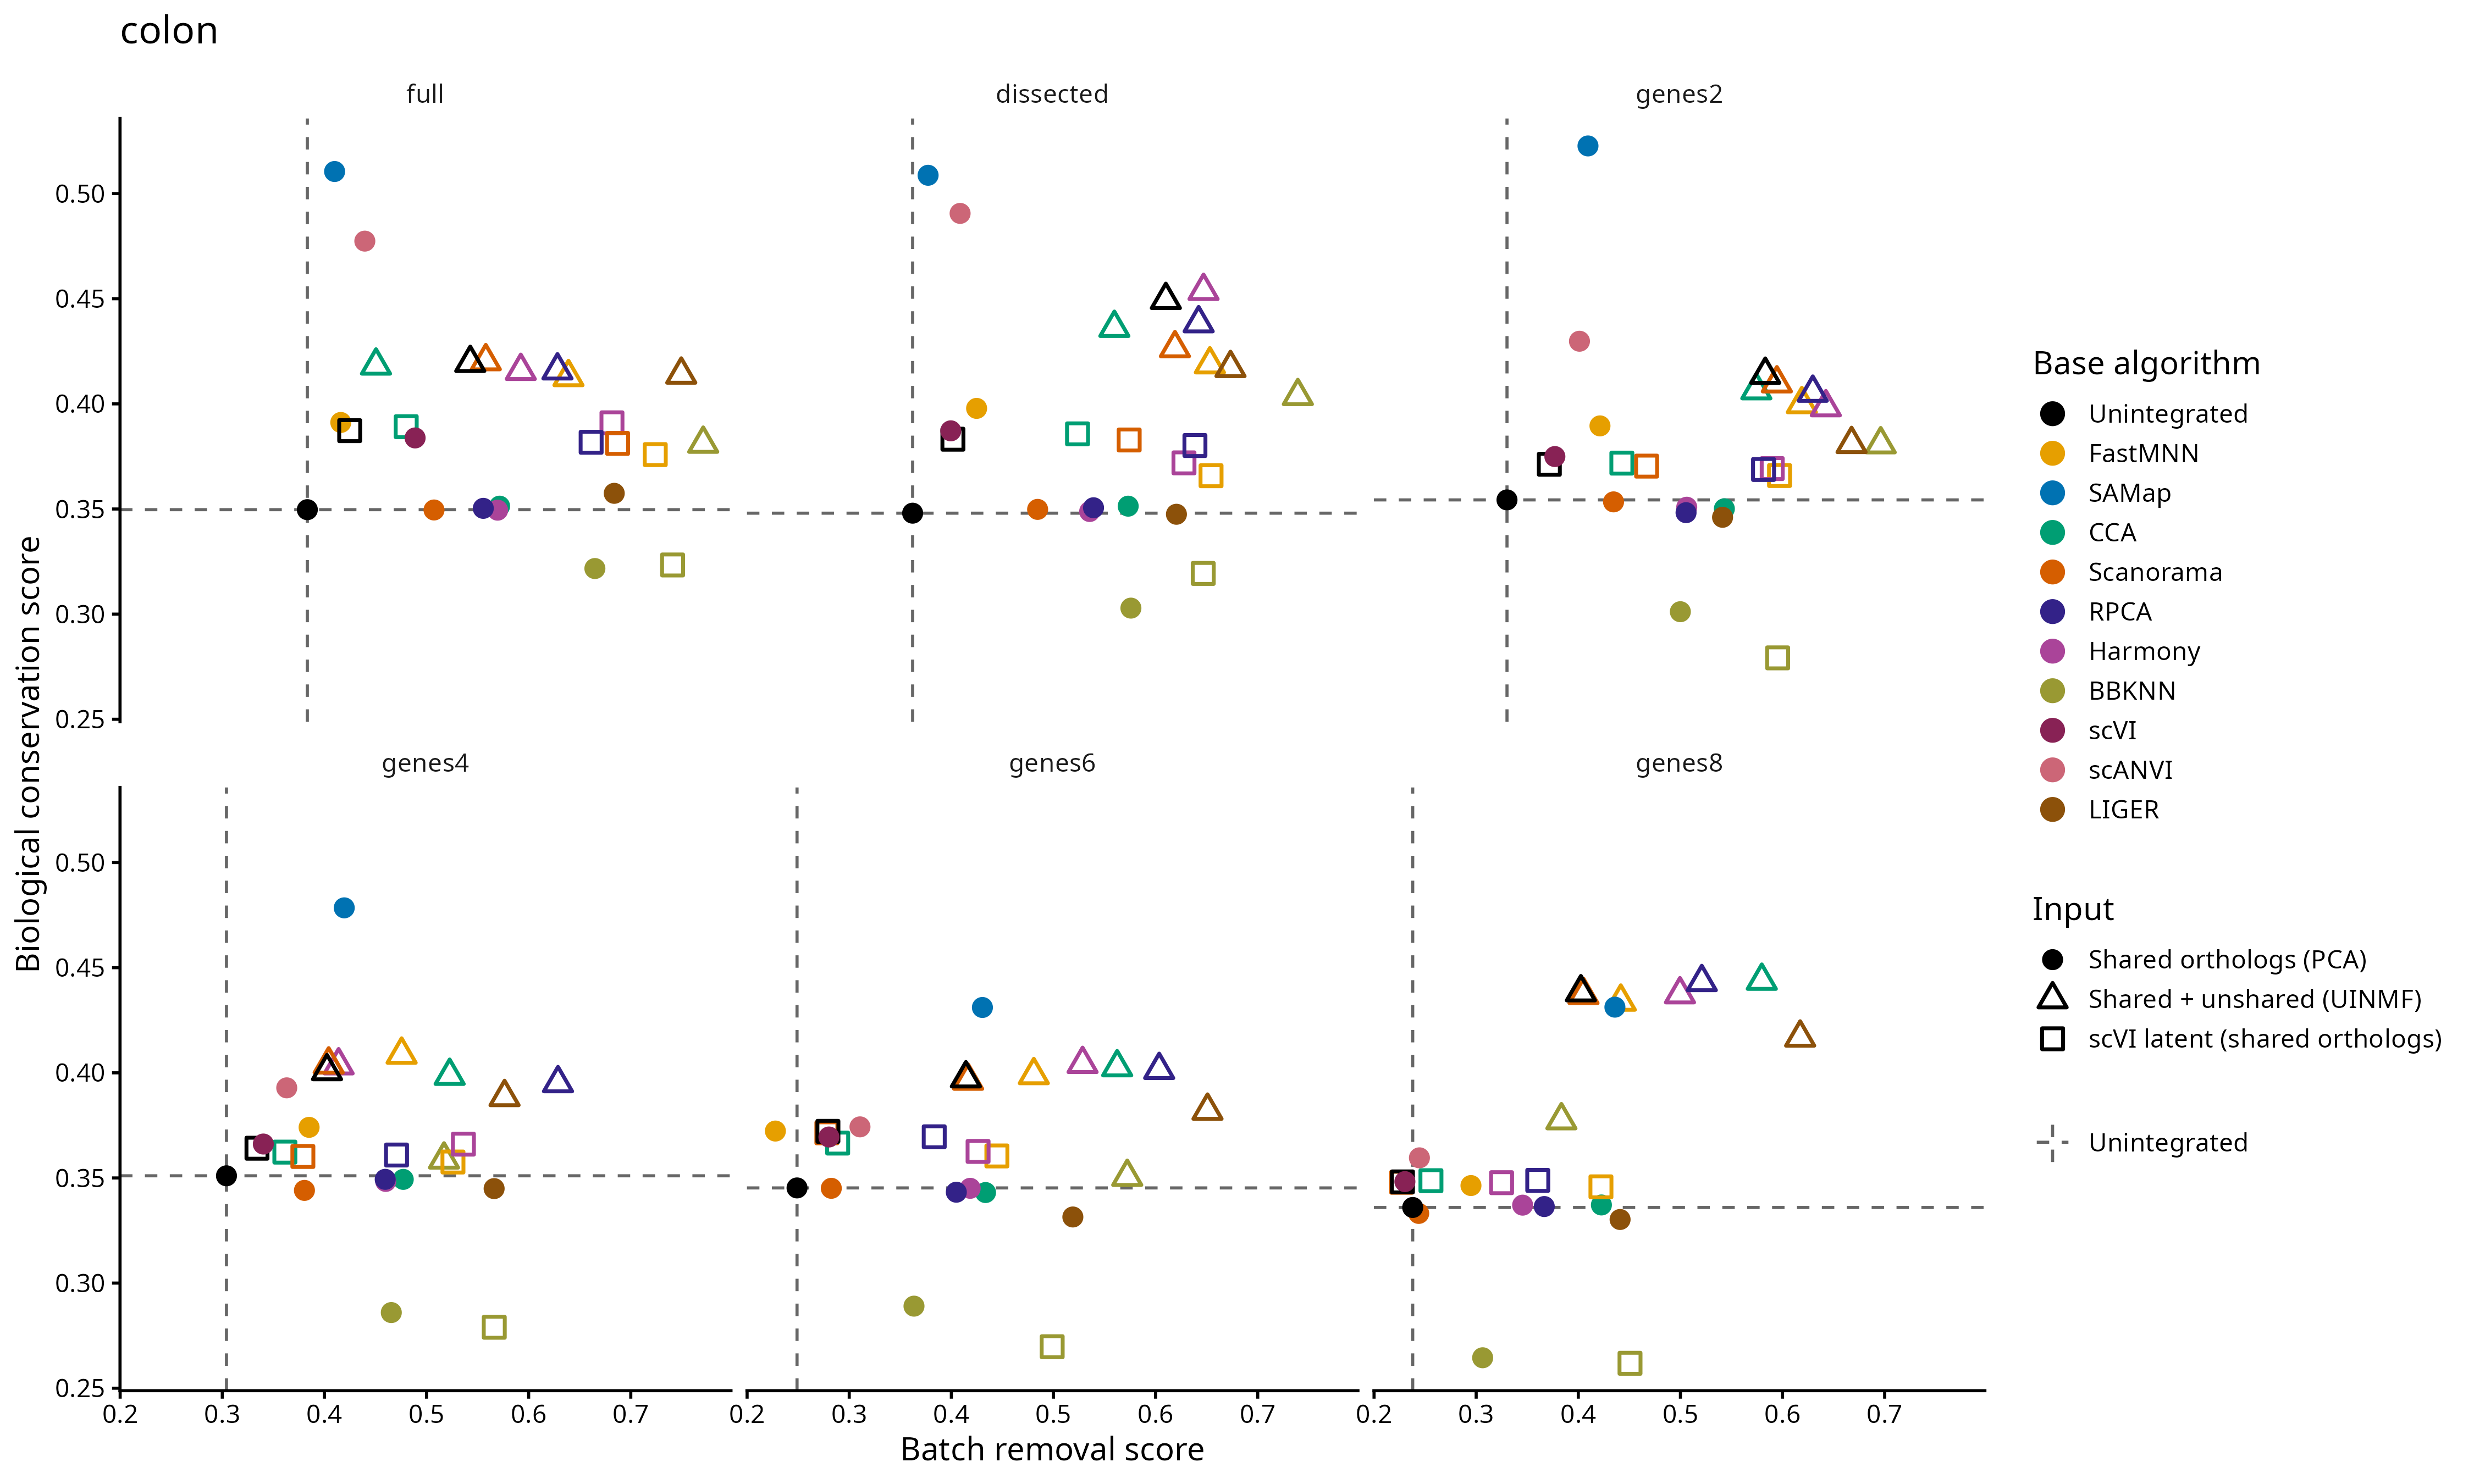 colon
full
dissected
genes2
0.50
0.45
0.40
0.35
0.30
0.25
genes4
genes6
genes8
0.50
0.45
0.40
0.35
0.30
0.25
0.2 0.3 0.4 0.5 0.6 0.7
0.2 0.3 0.4 0.5 0.6 0.7
0.2 0.3 0.4 0.5 0.6 0.7
Batch removal score
Biological conservation score
Base algorithm
Unintegrated
FastMNN
SAMap
CCA
Scanorama
RPCA
Harmony
BBKNN
scVI
scANVI
LIGER
Input
Shared orthologs (PCA)
Shared + unshared (UINMF)
scVI latent (shared orthologs)
Unintegrated